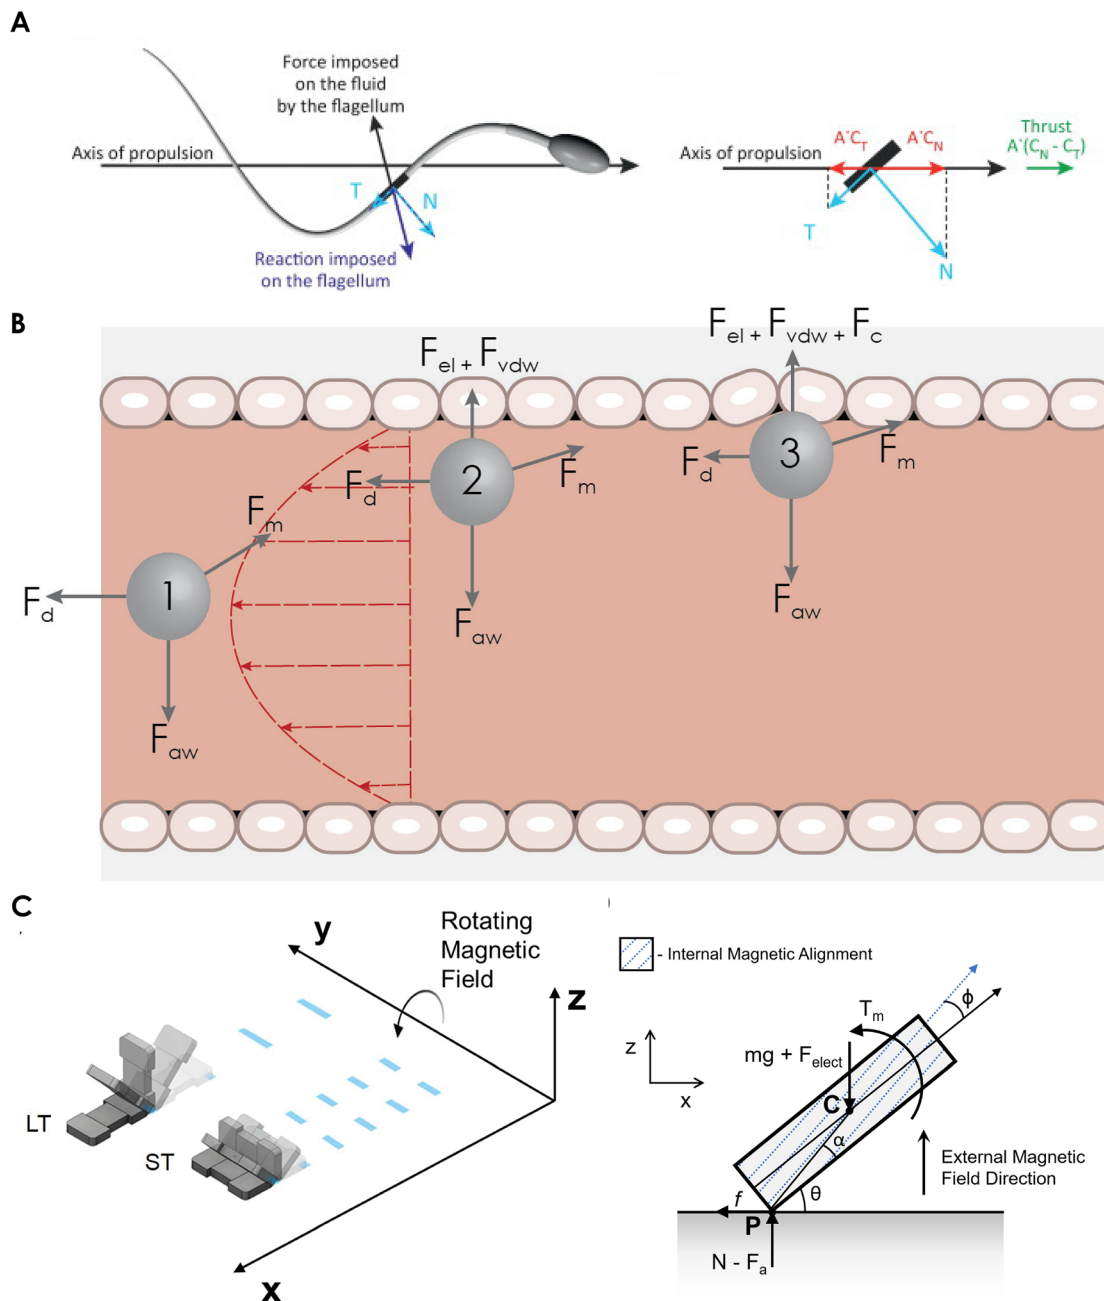 A
Force imposed
on the fluid
by the flagellum
Axis of propulsion
T
N
Reaction imposed
on the flagellum
Axis of propulsion
A'C_T
A'C_N
Thrust
A'(C_N - C_T)
T
N
B
F_el + F_vdw
F_el + F_vdw + F_c
F_d
2
F_m
F_d
3
F_m
F_m
F_d
1
F_aw
F_aw
F_aw
C
y
Rotating
Magnetic
Field
z
LT
ST
x
- Internal Magnetic Alignment
z
x
T_m
ϕ
mg + F_elect
C
α
External Magnetic
Field Direction
f
θ
P
N - F_a